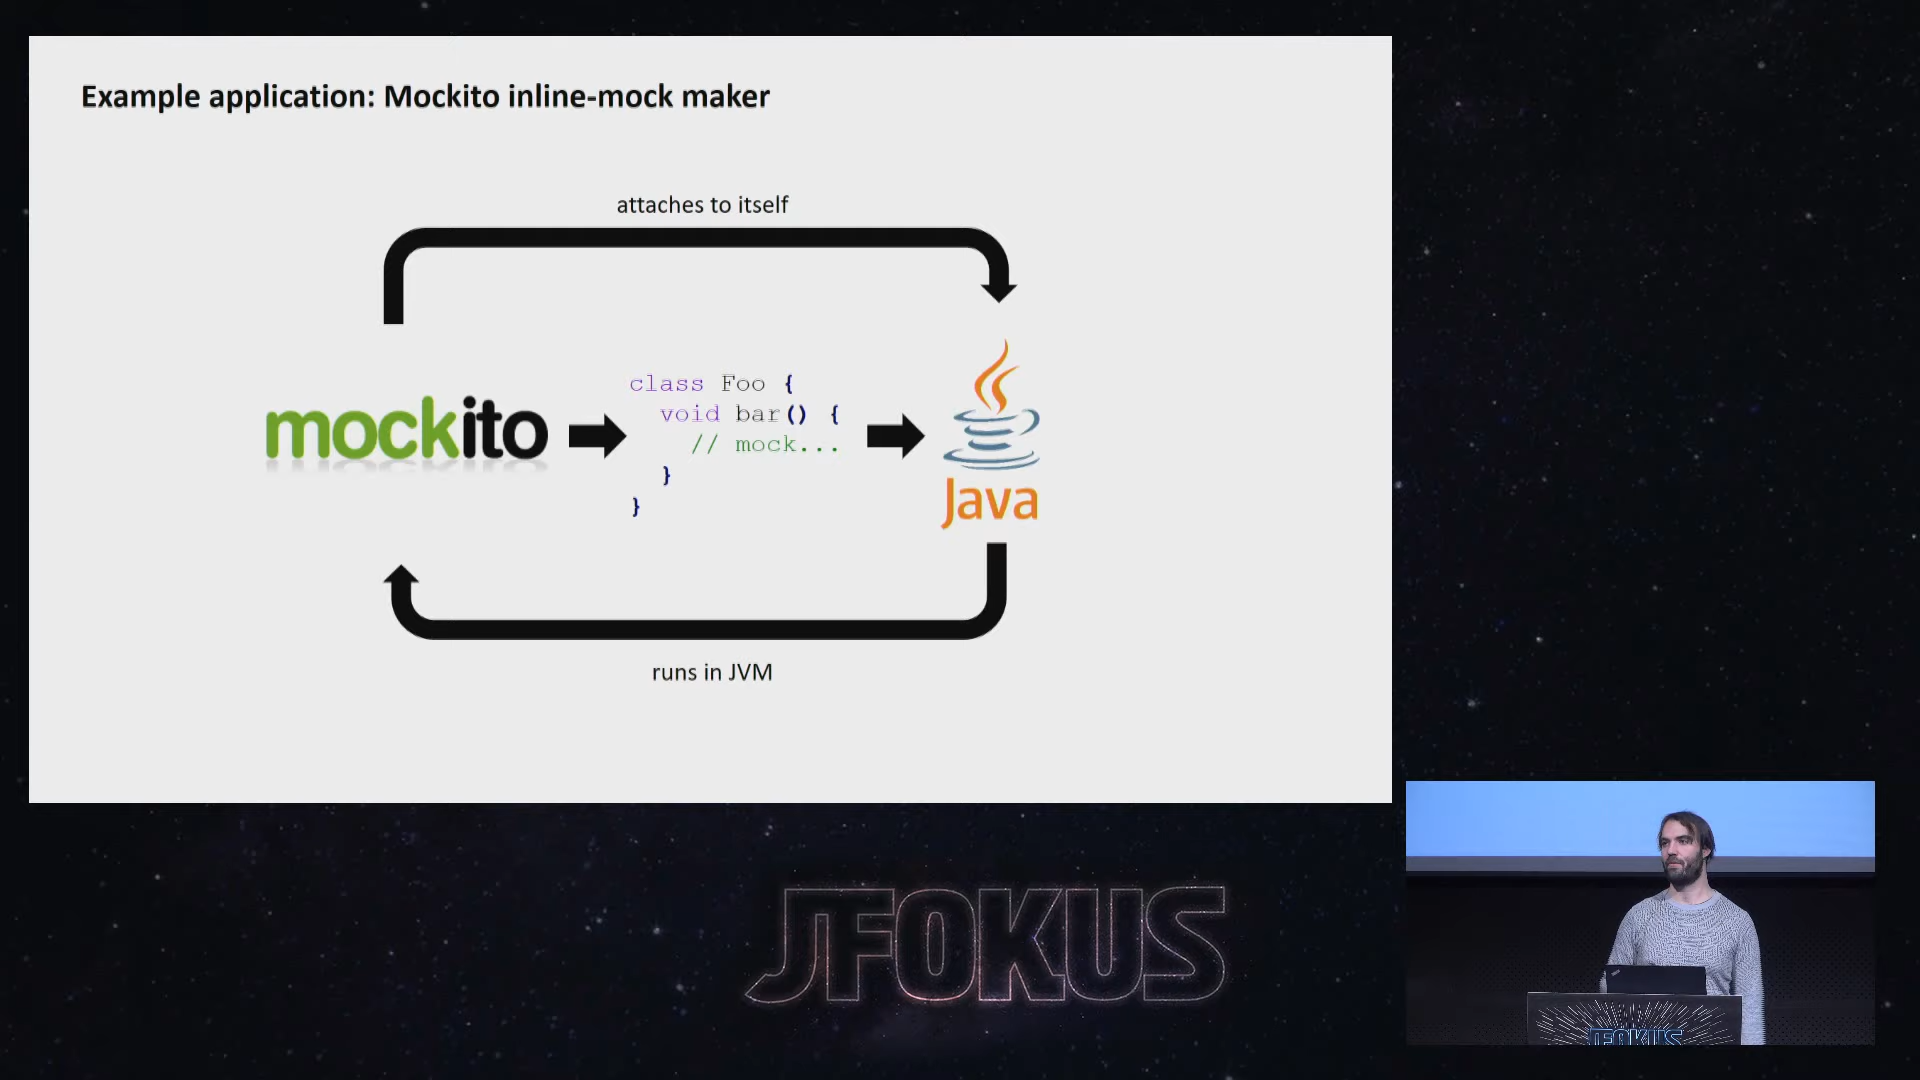 Example application: Mockito inline-mock maker
attaches to itself
mockito
class Foo {
void bar() {
// mock...
}
}
Java
runs in JVM
JFOKUS
JFOKUS